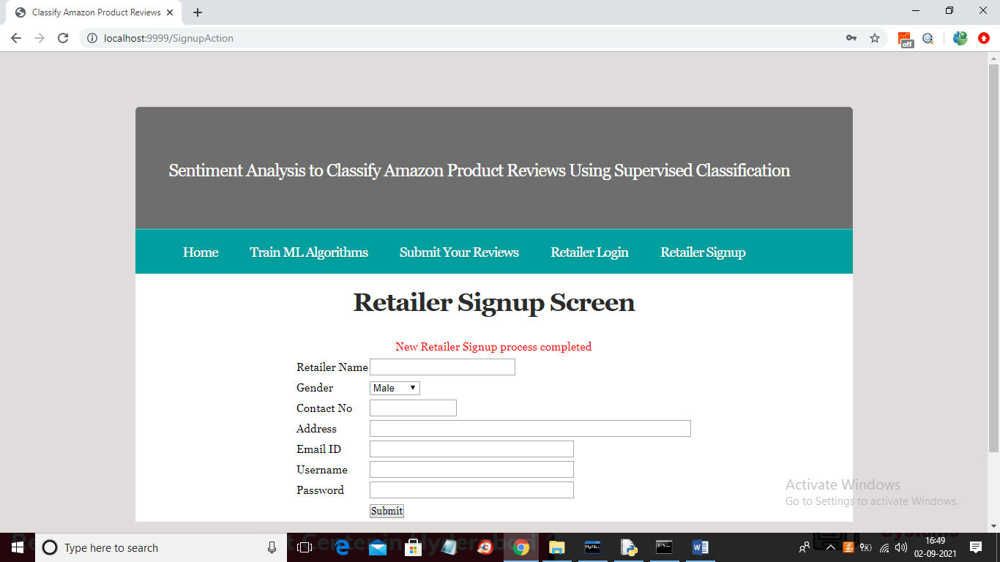 Classify Amazon Product Reviews
localhost:9999/SignupAction
off
Sentiment Analysis to Classify Amazon Product Reviews Using Supervised Classification
Home Train ML Algorithms Submit Your Reviews Retailer Login Retailer Signup
Retailer Signup Screen
New Retailer Signup process completed
Retailer Name
Gender Male
Contact No
Address
Email ID
Username
Password
Submit
Activate Windows
Go to Settings to activate Windows.
Type here to search
16:49
02-09-2021